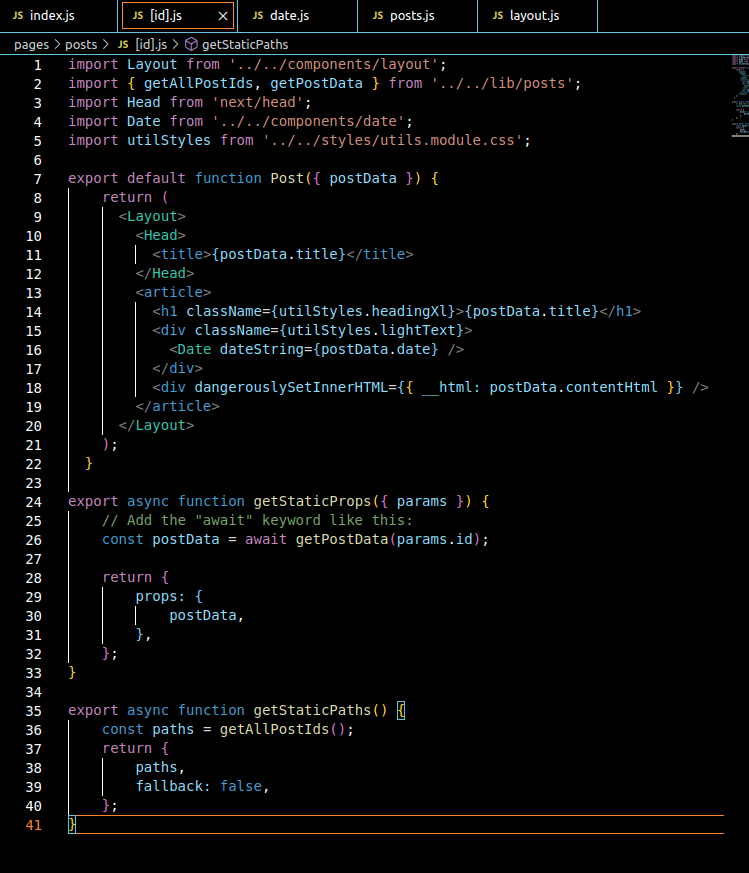 JS index.js
JS [id].js ×
JS date.js
JS posts.js
JS layout.js
pages > posts > JS [id].js > getStaticPaths
1 import Layout from '../../components/layout';
2 import { getAllPostIds, getPostData } from '../../lib/posts';
3 import Head from 'next/head';
4 import Date from '../../components/date';
5 import utilStyles from '../../styles/utils.module.css';
6
7 export default function Post({ postData }) {
8     return (
9       <Layout>
10         <Head>
11           <title>{postData.title}</title>
12         </Head>
13         <article>
14           <h1 className={utilStyles.headingXl}>{postData.title}</h1>
15           <div className={utilStyles.lightText}>
16             <Date dateString={postData.date} />
17           </div>
18           <div dangerouslySetInnerHTML={{ __html: postData.contentHtml }} />
19         </article>
20       </Layout>
21     );
22   }
23
24 export async function getStaticProps({ params }) {
25     // Add the "await" keyword like this:
26     const postData = await getPostData(params.id);
27
28     return {
29         props: {
30             postData,
31         },
32     };
33 }
34
35 export async function getStaticPaths() {
36     const paths = getAllPostIds();
37     return {
38         paths,
39         fallback: false,
40     };
41 }